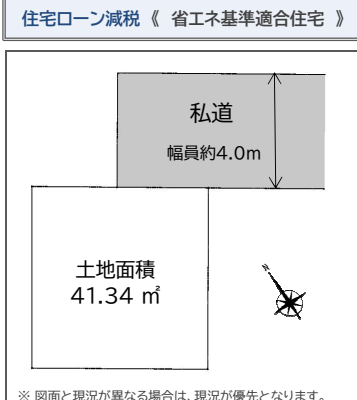 住宅ローン減税 《 省エネ基準適合住宅 》
私道
幅員約4.0m
土地面積
41.34 ㎡
N
※ 図面と現況が異なる場合は、現況が優先となります。